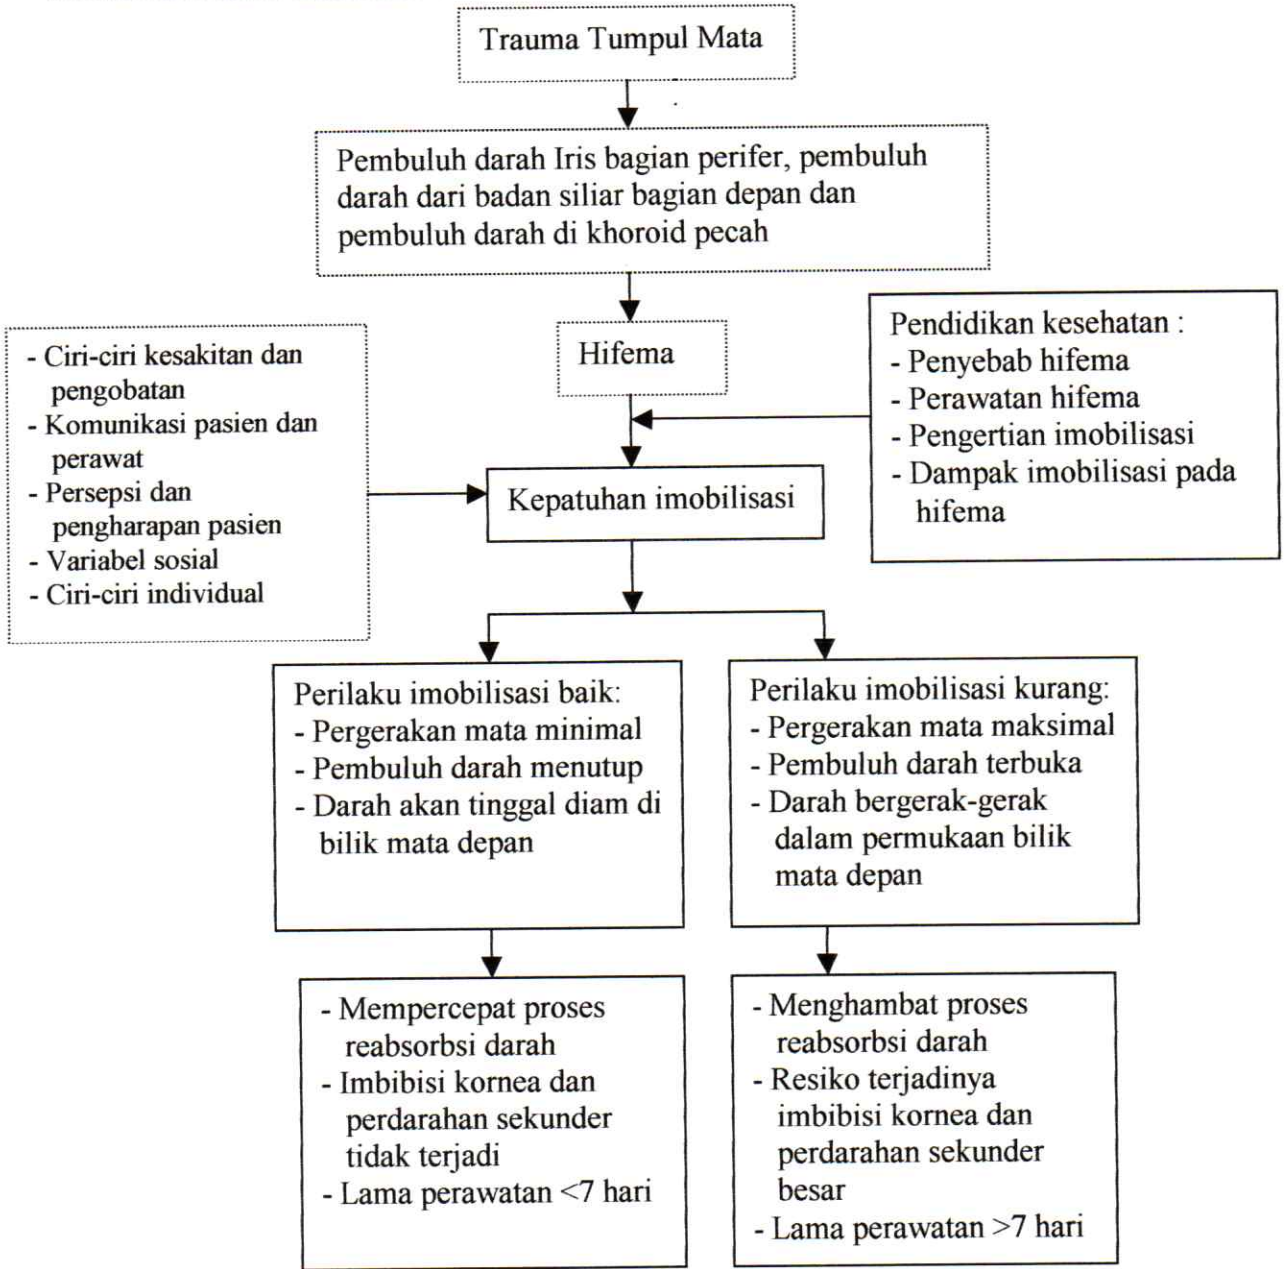 Trauma Tumpul Mata
Pembuluh darah Iris bagian perifer, pembuluh
darah dari badan siliar bagian depan dan
pembuluh darah di khoroid pecah
Hifema
- Ciri-ciri kesakitan dan
pengobatan
- Komunikasi pasien dan
perawat
- Persepsi dan
pengharapan pasien
- Variabel sosial
- Ciri-ciri individual
Pendidikan kesehatan :
- Penyebab hifema
- Perawatan hifema
- Pengertian imobilisasi
- Dampak imobilisasi pada
hifema
Kepatuhan imobilisasi
Perilaku imobilisasi baik:
- Pergerakan mata minimal
- Pembuluh darah menutup
- Darah akan tinggal diam di
bilik mata depan
Perilaku imobilisasi kurang:
- Pergerakan mata maksimal
- Pembuluh darah terbuka
- Darah bergerak-gerak
dalam permukaan bilik
mata depan
- Mempercepat proses
reabsorbsi darah
- Imbibisi kornea dan
perdarahan sekunder
tidak terjadi
- Lama perawatan <7 hari
- Menghambat proses
reabsorbsi darah
- Resiko terjadinya
imbibisi kornea dan
perdarahan sekunder
besar
- Lama perawatan >7 hari